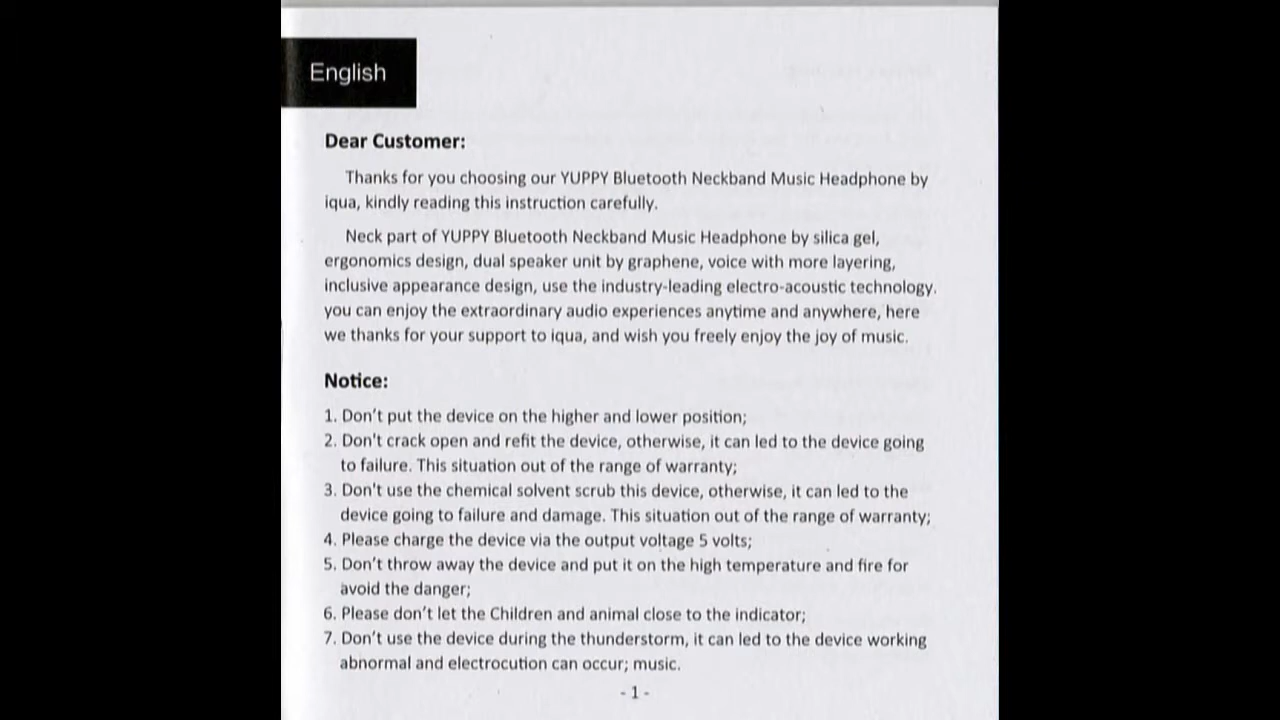 English
Dear Customer:
Thanks for you choosing our YUPPY Bluetooth Neckband Music Headphone by
iqua, kindly reading this instruction carefully.
Neck part of YUPPY Bluetooth Neckband Music Headphone by silica gel,
ergonomics design, dual speaker unit by graphene, voice with more layering,
inclusive appearance design, use the industry-leading electro-acoustic technology.
you can enjoy the extraordinary audio experiences anytime and anywhere, here
we thanks for your support to iqua, and wish you freely enjoy the joy of music.
Notice:
1. Don't put the device on the higher and lower position;
2. Don't crack open and refit the device, otherwise, it can led to the device going
to failure. This situation out of the range of warranty;
3. Don't use the chemical solvent scrub this device, otherwise, it can led to the
device going to failure and damage. This situation out of the range of warranty;
4. Please charge the device via the output voltage 5 volts;
5. Don't throw away the device and put it on the high temperature and fire for
avoid the danger;
6. Please don't let the Children and animal close to the indicator;
7. Don't use the device during the thunderstorm, it can led to the device working
abnormal and electrocution can occur; music.
- 1 -